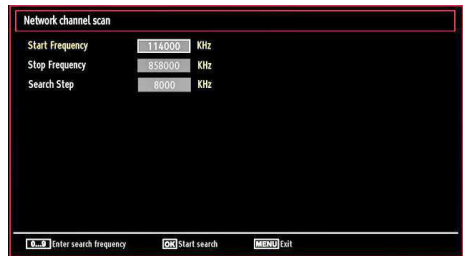 Network channel scan
Start Frequency 114000 KHz
Stop Frequency 858000 KHz
Search Step 8000 KHz
0...9 Enter search frequency OK Start search MENU Exit